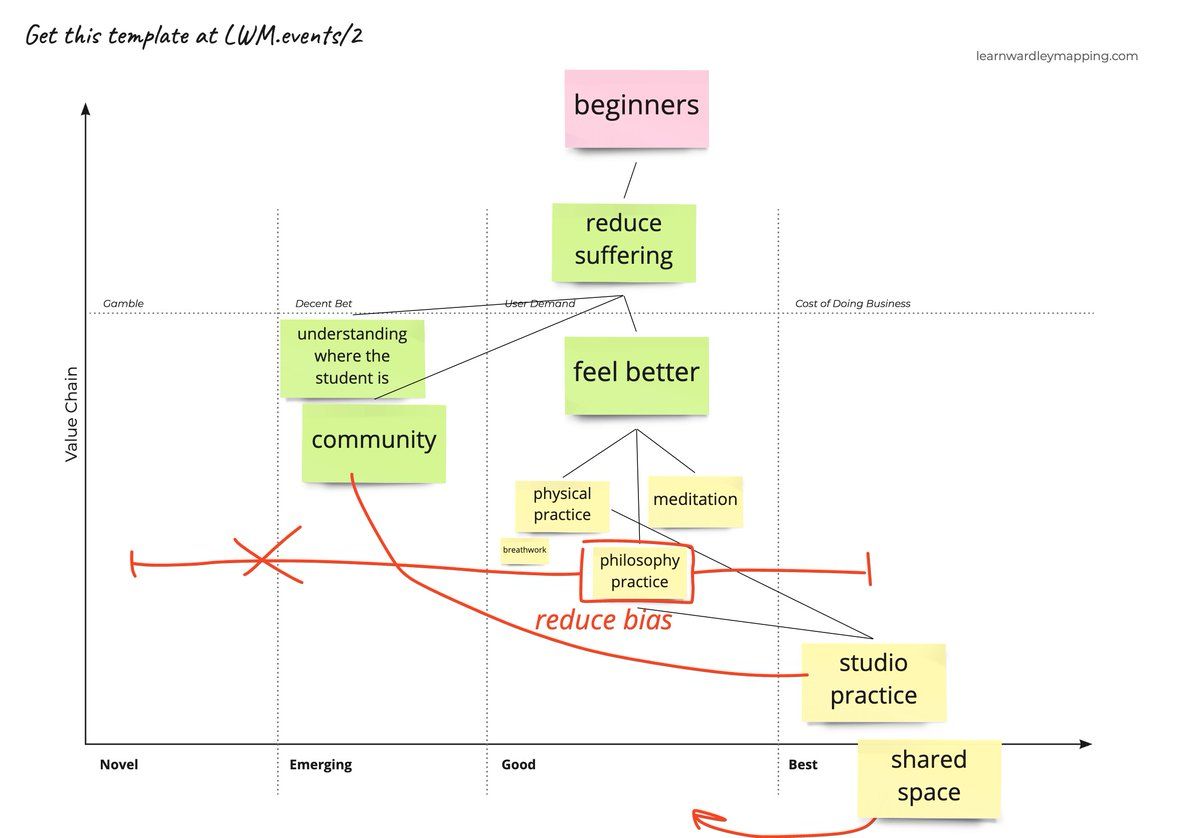 Get this template at LWM.events/2
learnwardleymapping.com
beginners
reduce
suffering
Gamble
Decent Bet
User Demand
Cost of Doing Business
understanding
where the
student is
feel better
community
Value Chain
physical
practice
meditation
breathwork
philosophy
practice
reduce bias
studio
practice
Novel
Emerging
Good
Best
shared
space